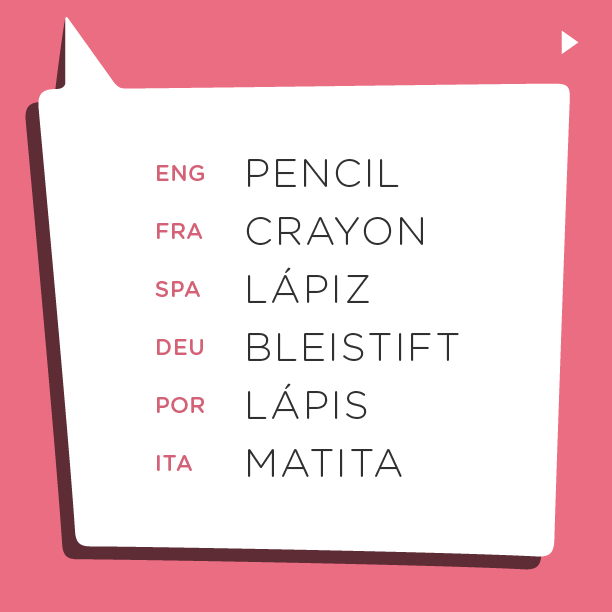 ENG PENCIL
FRA CRAYON
SPA LÁPIZ
DEU BLEISTIFT
POR LÁPIS
ITA MATITA